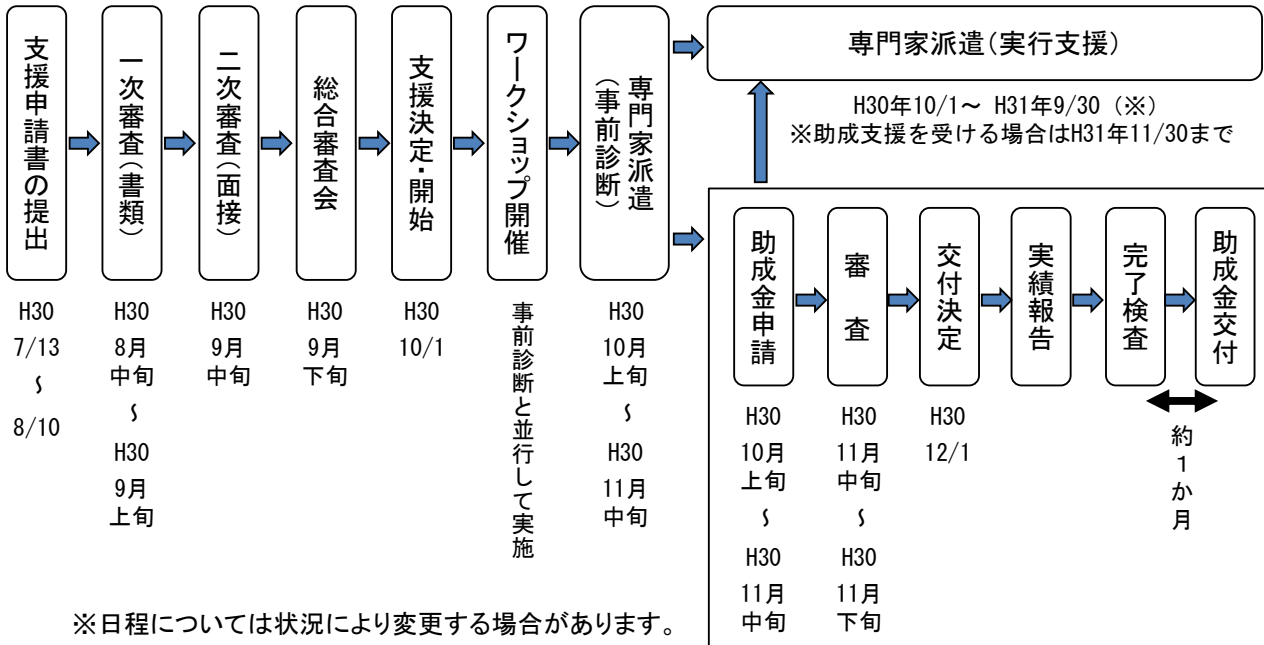 支援申請書の提出
H30
7/13
～
8/10
一次審査（書類）
H30
8月
中旬
～
H30
9月
上旬
二次審査（面接）
H30
9月
中旬
総合審査会
H30
9月
下旬
支援決定・開始
H30
10/1
ワークショップ開催
事前診断と並行して実施
専門家派遣
（事前診断）
H30
10月
上旬
～
H30
11月
中旬
専門家派遣（実行支援）
H30年10/1～ H31年9/30（※）
※助成支援を受ける場合はH31年11/30まで
助成金申請
H30
10月
上旬
～
H30
11月
中旬
審査
H30
11月
中旬
～
H30
11月
下旬
交付決定
H30
12/1
実績報告
完了検査
助成金交付
約１か月
※日程については状況により変更する場合があります。